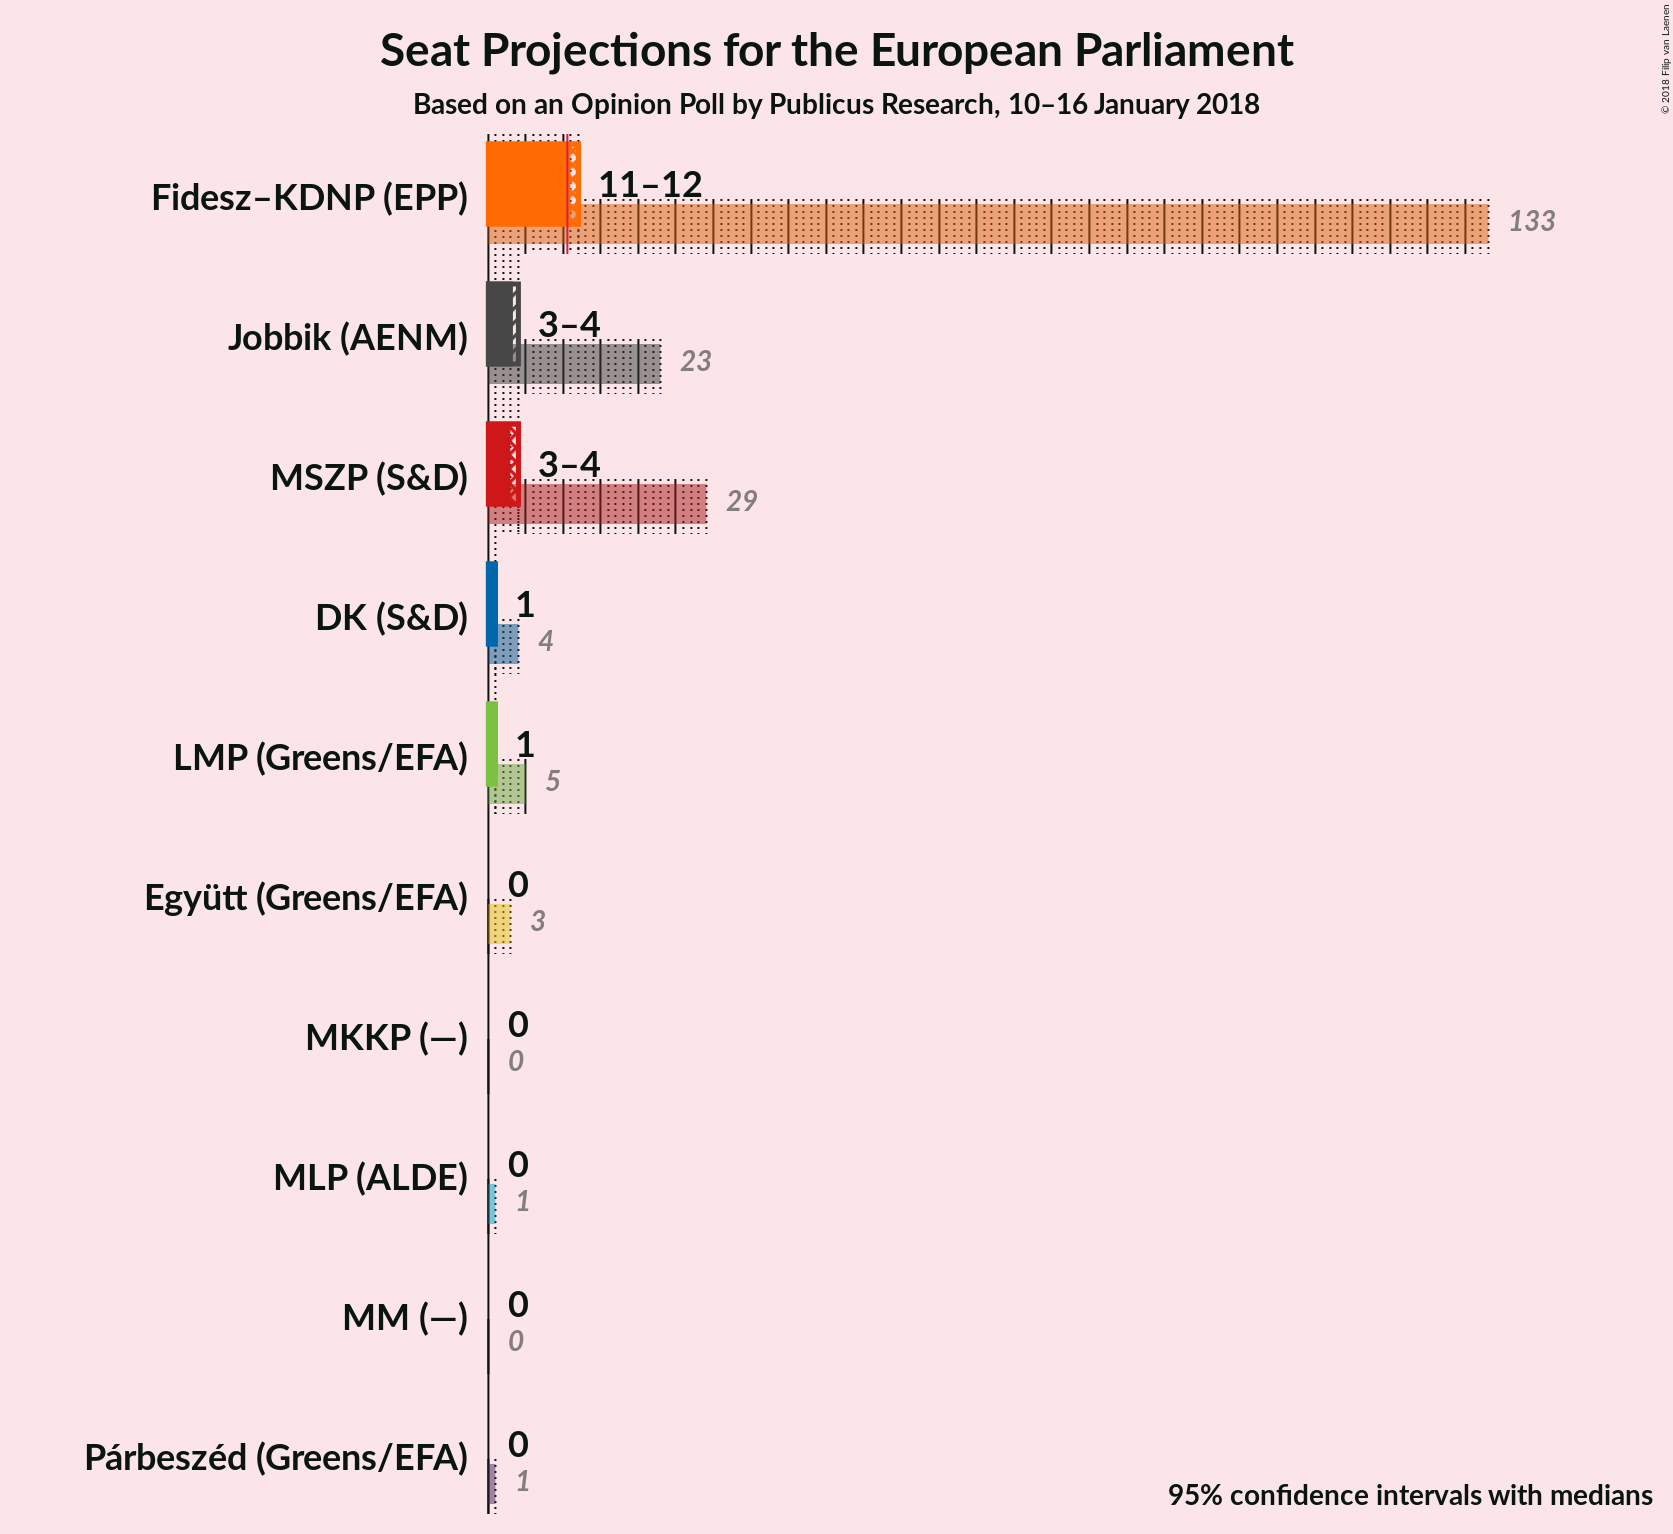 Seat Projections for the European Parliament
Based on an Opinion Poll by Publicus Research, 10–16 January 2018
© 2018 Filip van Laenen
Fidesz–KDNP (EPP)
11–12
133
Jobbik (AENM)
3–4
23
MSZP (S&D)
3–4
29
DK (S&D)
1
4
LMP (Greens/EFA)
1
5
Együtt (Greens/EFA)
0
3
MKKP (—)
0
0
MLP (ALDE)
0
1
MM (—)
0
0
Párbeszéd (Greens/EFA)
0
1
95% confidence intervals with medians